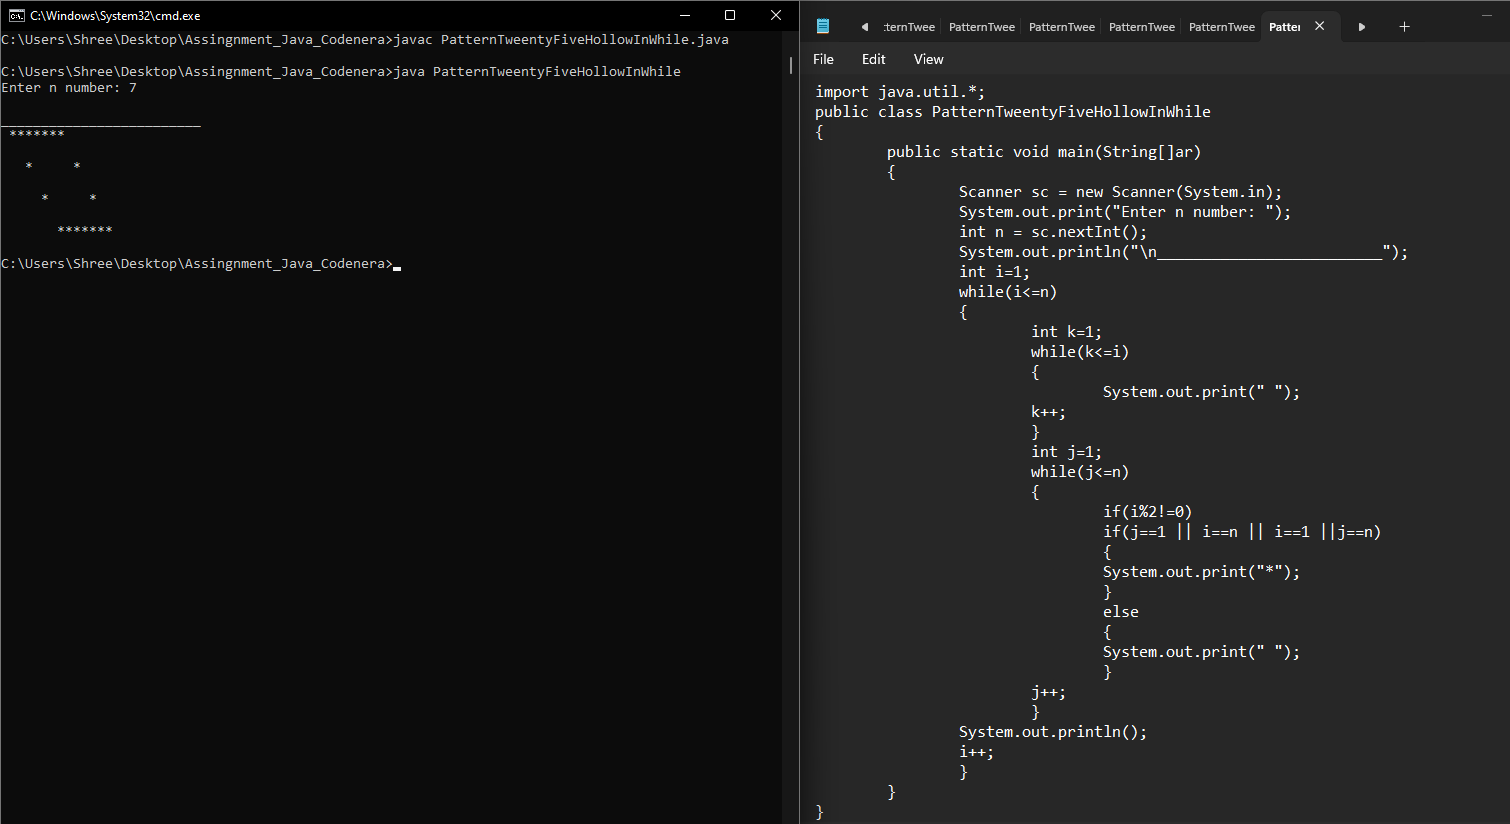 C:\Windows\System32\cmd.exe
C:\Users\Shree\Desktop\Assingnment_Java_Codenera>javac PatternTweentyFiveHollowInWhile.java
C:\Users\Shree\Desktop\Assingnment_Java_Codenera>java PatternTweentyFiveHollowInWhile
Enter n number: 7
_________________________
 *******
   *     *
     *     *
       *******
C:\Users\Shree\Desktop\Assingnment_Java_Codenera>
:ternTwee PatternTwee PatternTwee PatternTwee PatternTwee Patter
File Edit View
import java.util.*;
public class PatternTweentyFiveHollowInWhile
{
public static void main(String[]ar)
{
Scanner sc = new Scanner(System.in);
System.out.print("Enter n number: ");
int n = sc.nextInt();
System.out.println("\n_________________________");
int i=1;
while(i<=n)
{
int k=1;
while(k<=i)
{
System.out.print(" ");
k++;
}
int j=1;
while(j<=n)
{
if(i%2!=0)
if(j==1 || i==n || i==1 ||j==n)
{
System.out.print("*");
}
else
{
System.out.print(" ");
}
j++;
}
System.out.println();
i++;
}
}
}